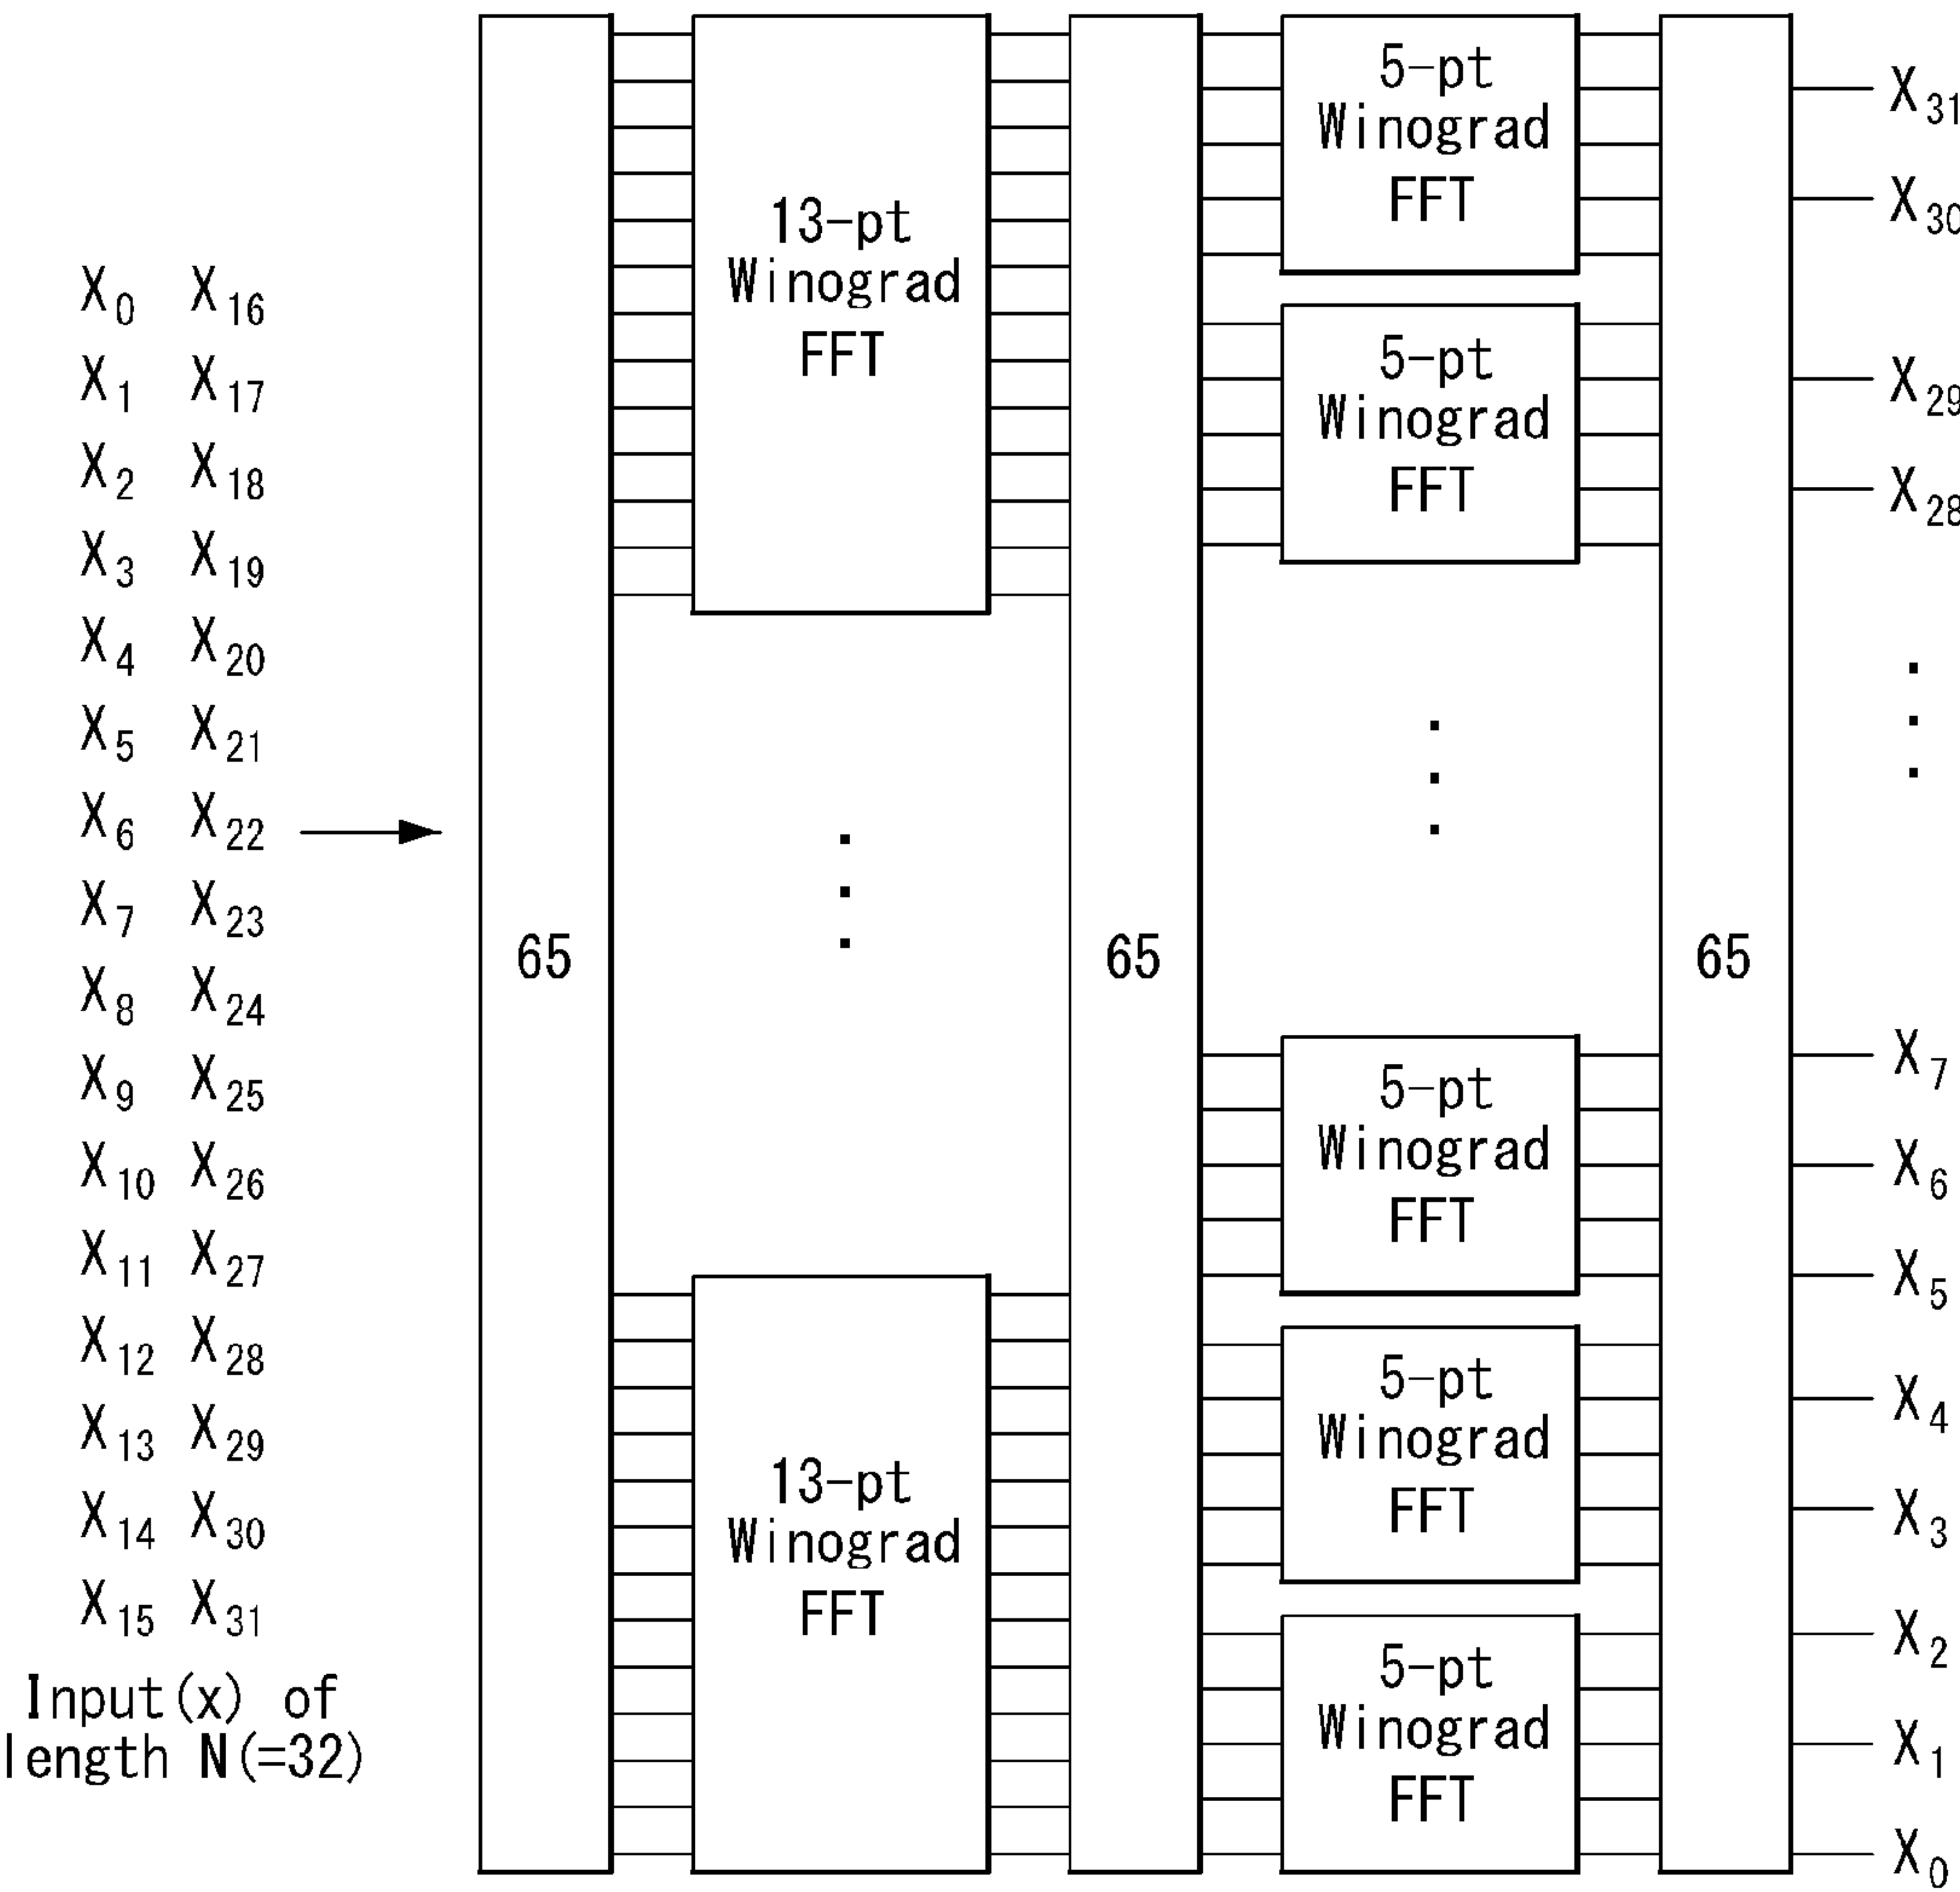 X0 X16
X1 X17
X2 X18
X3 X19
X4 X20
X5 X21
X6 X22
X7 X23
X8 X24
X9 X25
X10 X26
X11 X27
X12 X28
X13 X29
X14 X30
X15 X31
Input(x) of
length N(=32)
65
13-pt
Winograd
FFT
13-pt
Winograd
FFT
65
5-pt
Winograd
FFT
5-pt
Winograd
FFT
5-pt
Winograd
FFT
5-pt
Winograd
FFT
5-pt
Winograd
FFT
65
X31
X30
X29
X28
X7
X6
X5
X4
X3
X2
X1
X0